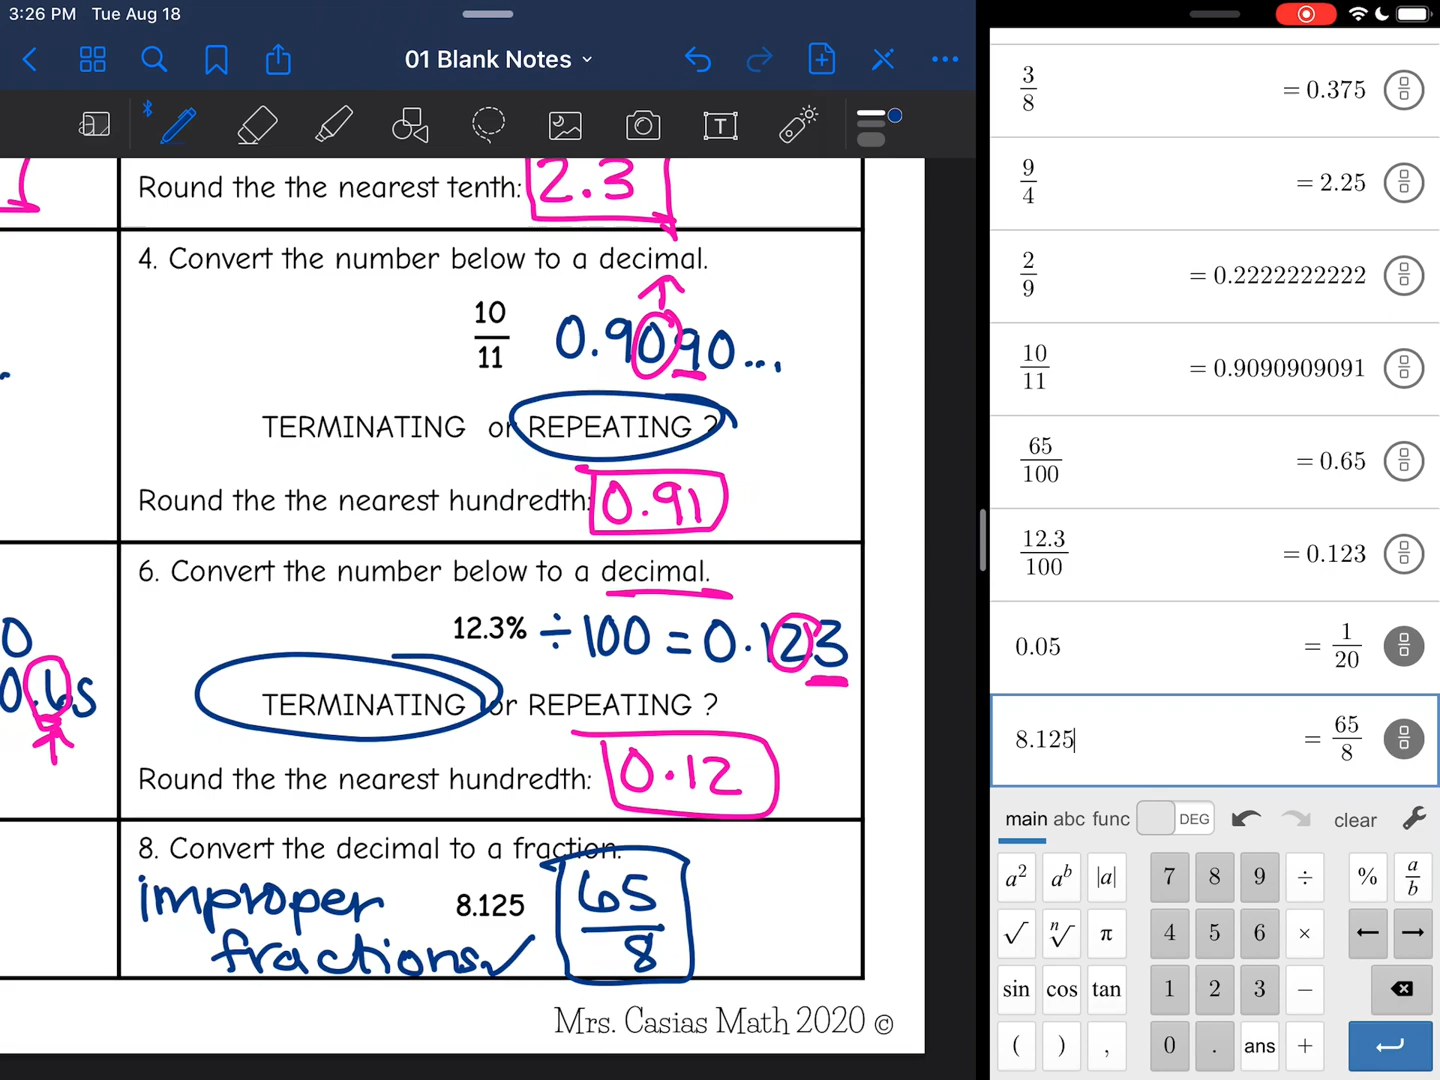 3:26 PM Tue Aug 18
01 Blank Notes
Round the the nearest tenth: 2.3
4. Convert the number below to a decimal.
10
11
0.9090...
TERMINATING or REPEATING ?
Round the the nearest hundredth: 0.91
6. Convert the number below to a decimal.
12.3% ÷ 100 = 0.123
0
0.65
TERMINATING or REPEATING ?
Round the the nearest hundredth: 0.12
8. Convert the decimal to a fraction.
improper
fractions
8.125
65
8
Mrs. Casias Math 2020 ©
3
8
= 0.375
9
4
= 2.25
2
9
= 0.2222222222
10
11
= 0.9090909091
65
100
= 0.65
12.3
100
= 0.123
0.05 = 1
20
8.125 = 65
8
main abc func DEG clear
a² aᵇ |a| 7 8 9 ÷ % a/b
√ ⁿ√ π 4 5 6 × ← →
sin cos tan 1 2 3 −
( ) , 0 . ans +